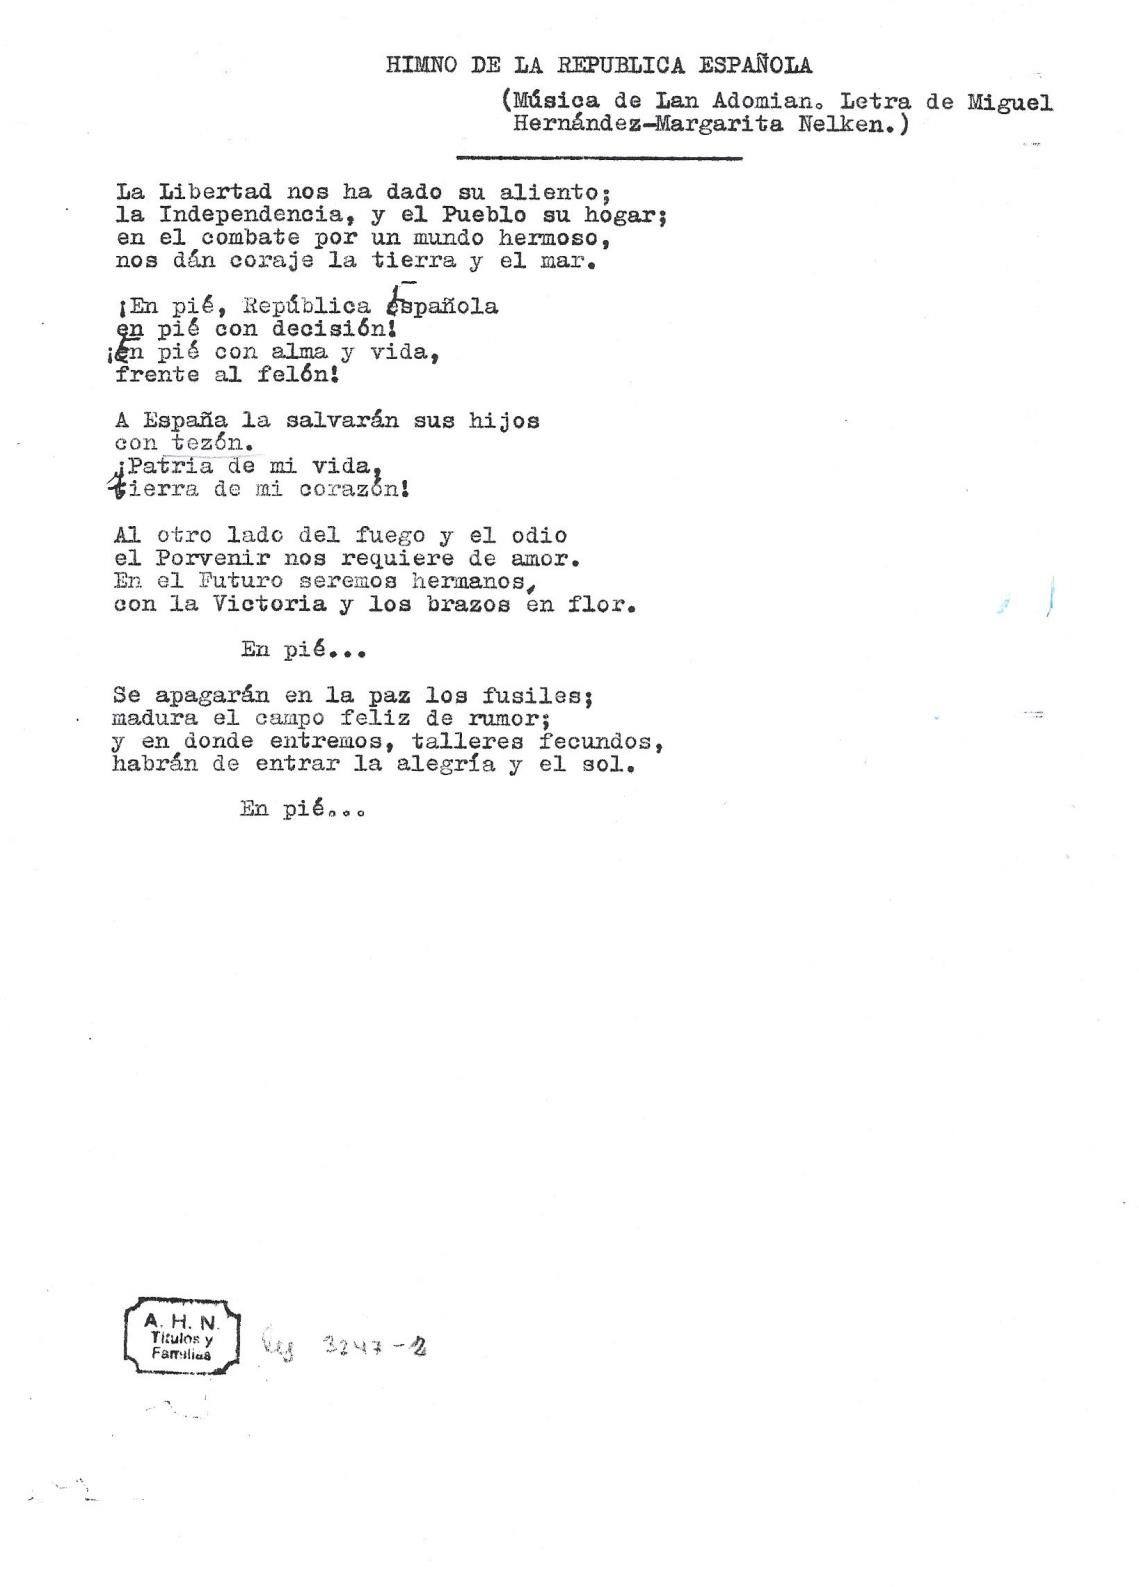 HIMNO DE LA REPUBLICA ESPAÑOLA
(Música de Lan Adomian. Letra de Miguel
Hernández-Margarita Nelken.)
La Libertad nos ha dado su aliento;
la Independencia, y el Pueblo su hogar;
en el combate por un mundo hermoso,
nos dán coraje la tierra y el mar.
¡En pié, República Española
en pié con decisión!
¡En pié con alma y vida,
frente al felón!
A España la salvarán sus hijos
con tezón.
¡Patria de mi vida,
tierra de mi corazón!
Al otro lado del fuego y el odio
el Porvenir nos requiere de amor.
En el Futuro seremos hermanos,
con la Victoria y los brazos en flor.
En pié...
Se apagarán en la paz los fusiles;
madura el campo feliz de rumor;
y en donde entremos, talleres fecundos,
habrán de entrar la alegría y el sol.
En pié...
A. H. N.
Títulos y
Familias
Leg 3247-2